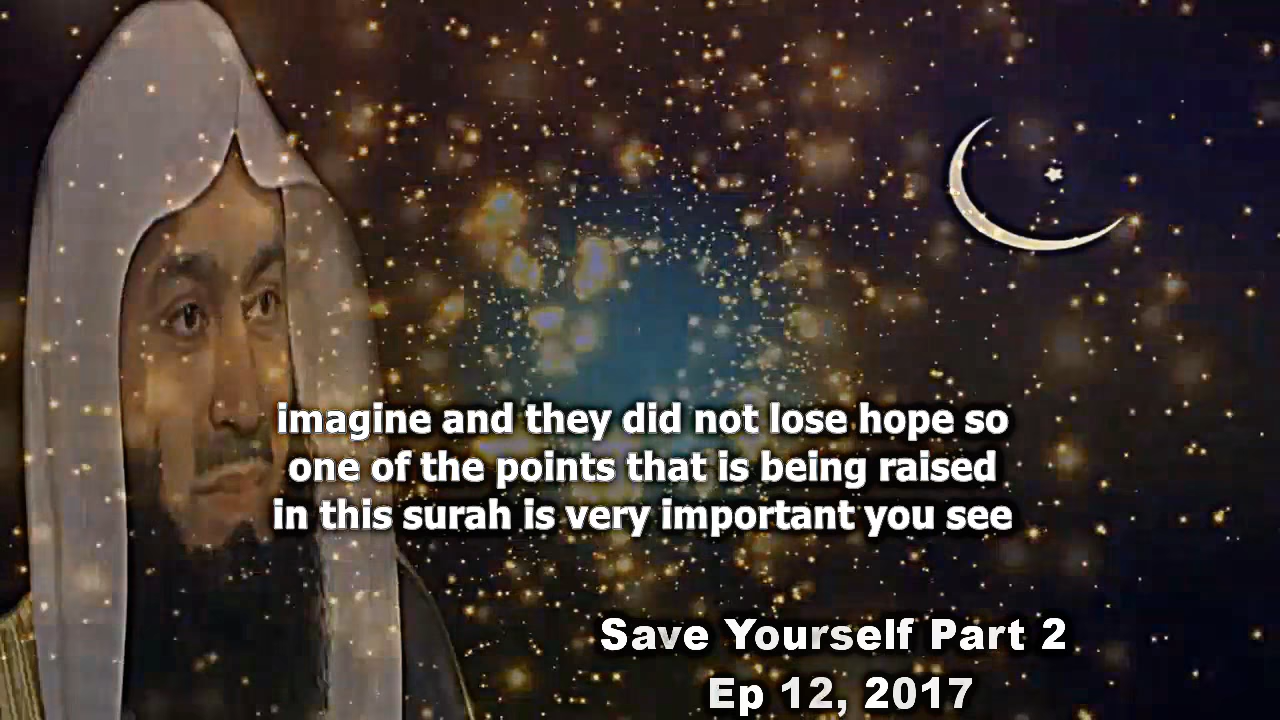 imagine and they did not lose hope so
one of the points that is being raised
in this surah is very important you see
Save Yourself Part 2
Ep 12, 2017